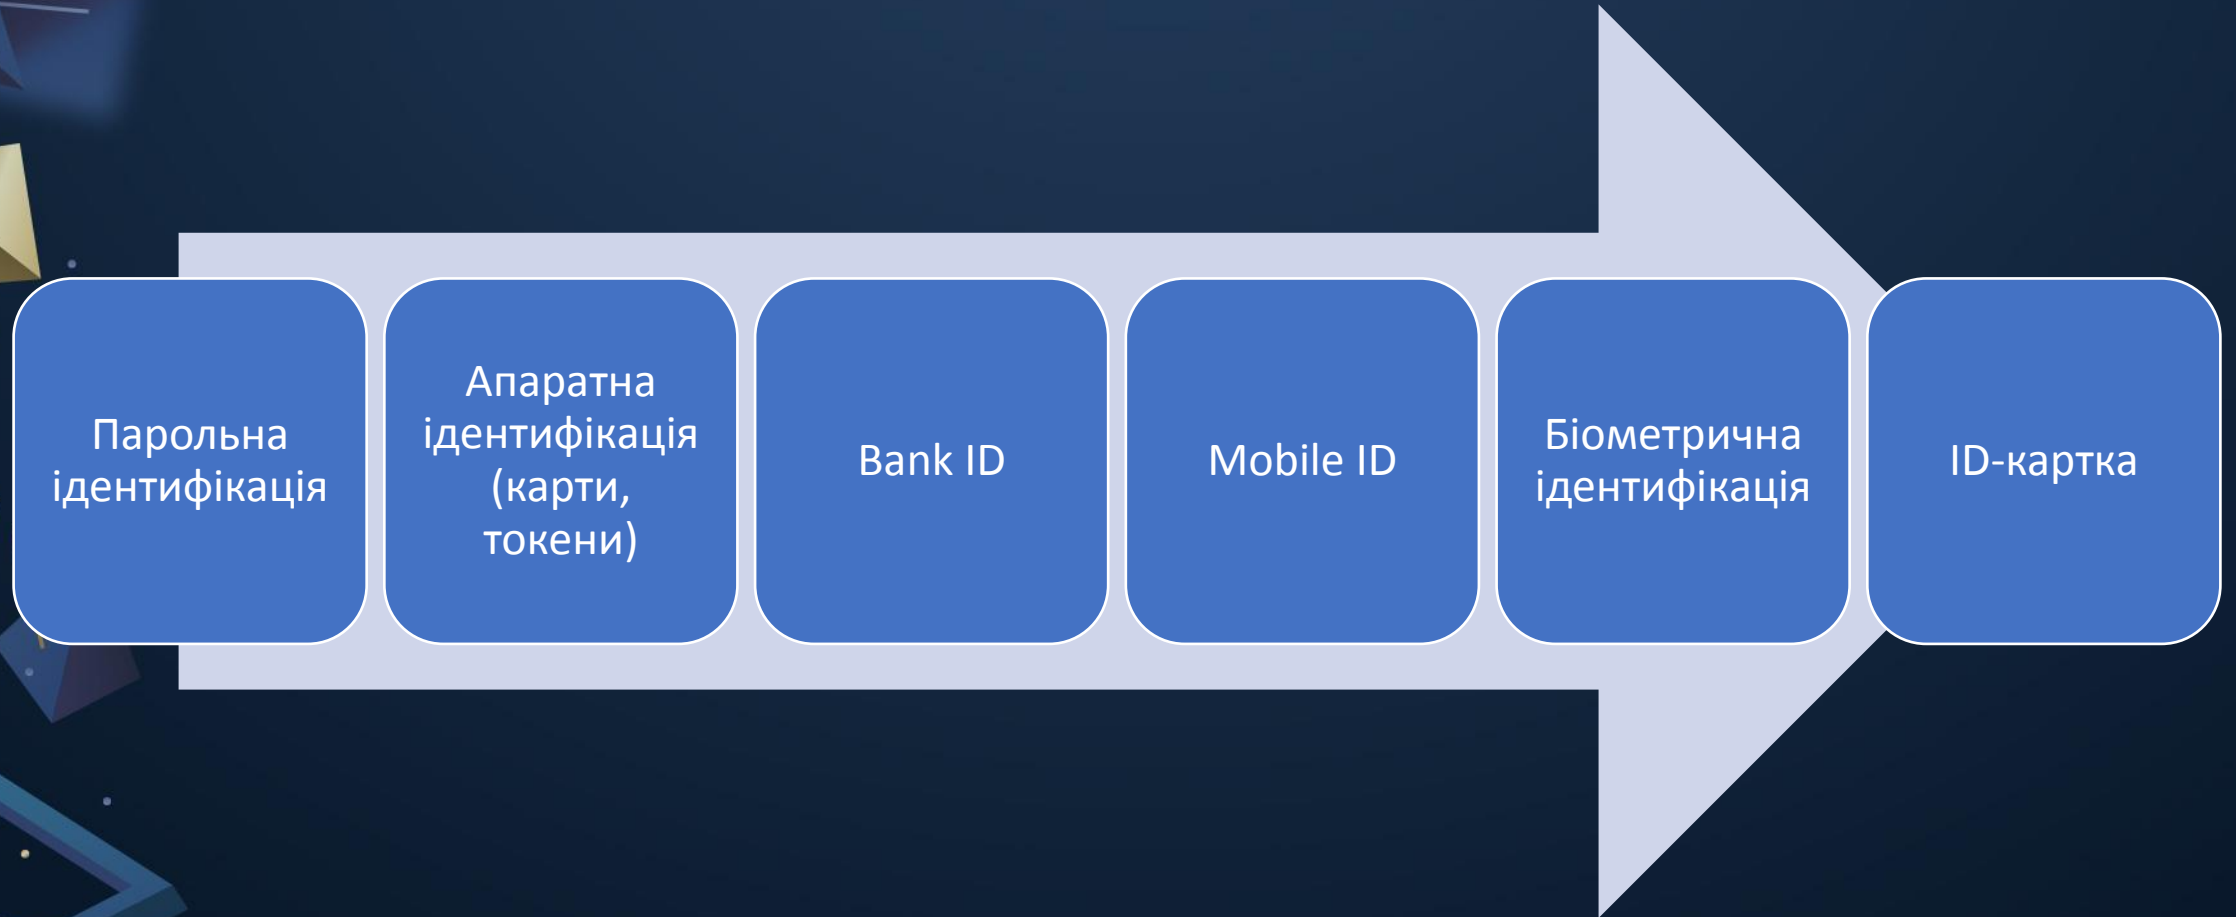 Парольна
ідентифікація
Апаратна
ідентифікація
(карти,
токени)
Bank ID
Mobile ID
Біометрична
ідентифікація
ID-картка